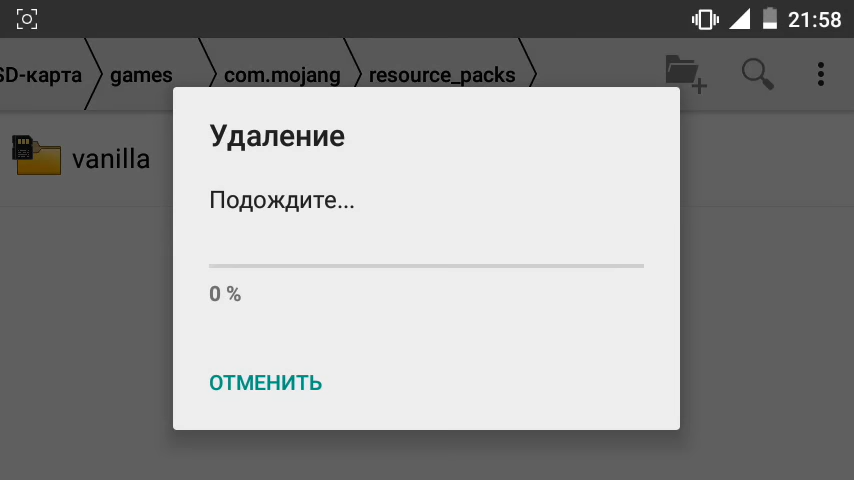 21:58
SD-карта games com.mojang resource_packs
vanilla
Удаление
Подождите...
0 %
ОТМЕНИТЬ